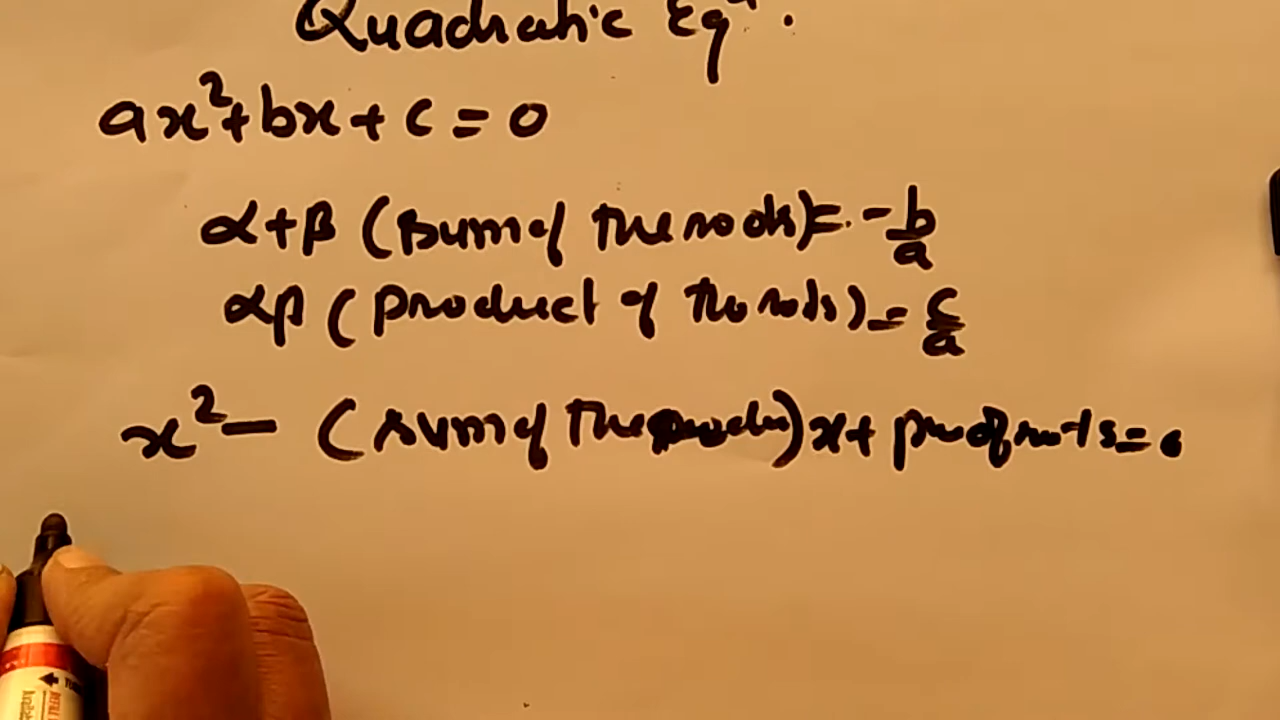 Quadratic Eqⁿ.
ax²+bx+c=0
α+β (sum of the roots)=-b/a
αβ (product of the roots)=c/a
x²-(sum of the roots)x+prod of roots=0